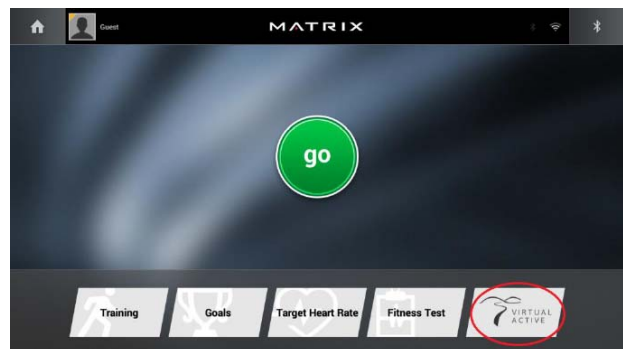 Guest
MATRIX
go
Training
Goals
Target Heart Rate
Fitness Test
VIRTUAL
ACTIVE